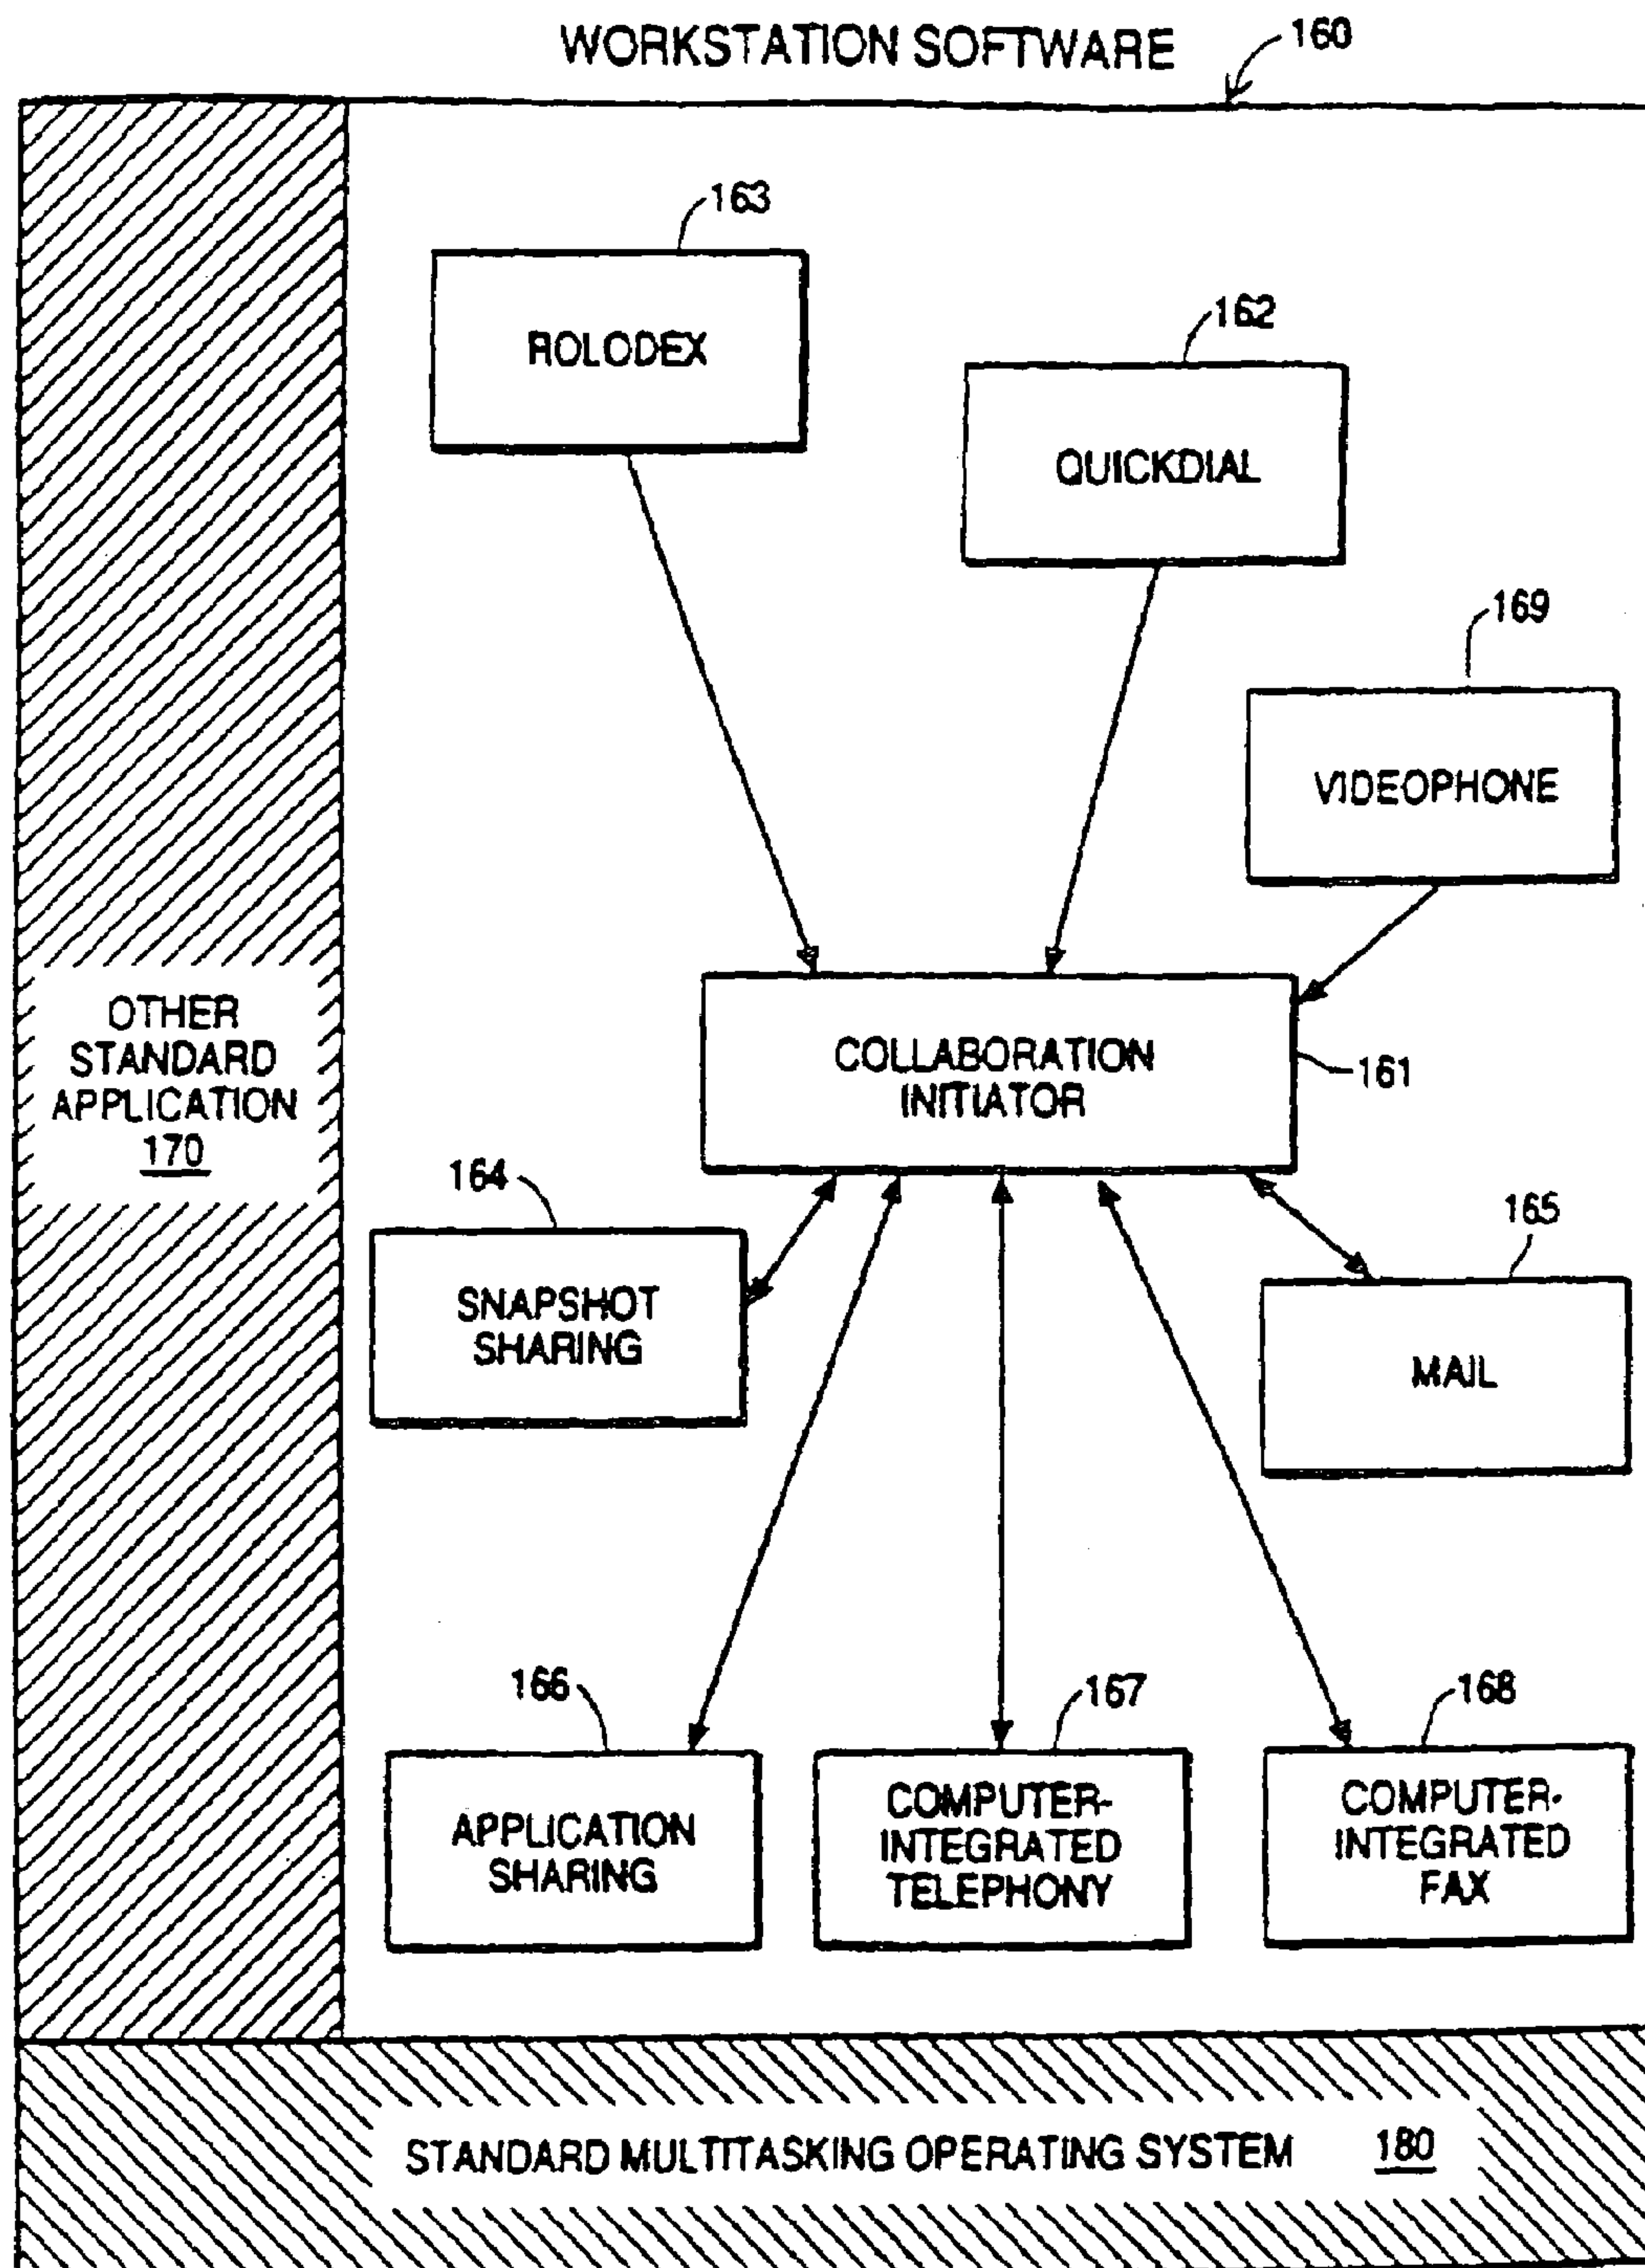 WORKSTATION SOFTWARE
160
163
ROLODEX
162
QUICKDIAL
169
VIDEOPHONE
COLLABORATION
INITIATOR
161
OTHER
STANDARD
APPLICATION
170
164
SNAPSHOT
SHARING
165
MAIL
166
APPLICATION
SHARING
167
COMPUTER-
INTEGRATED
TELEPHONY
168
COMPUTER-
INTEGRATED
FAX
STANDARD MULTITASKING OPERATING SYSTEM 180